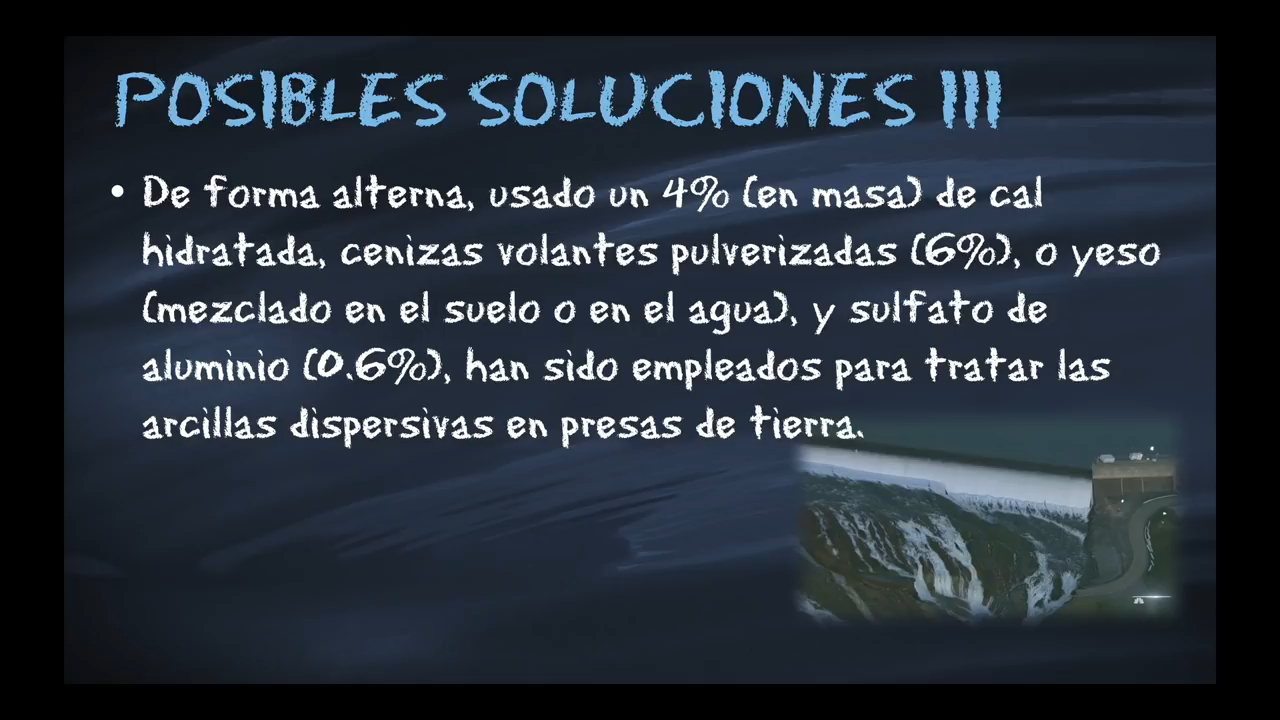 POSIBLES SOLUCIONES III
• De forma alterna, usado un 4% (en masa) de cal
hidratada, cenizas volantes pulverizadas (6%), o yeso
(mezclado en el suelo o en el agua), y sulfato de
aluminio (0.6%), han sido empleados para tratar las
arcillas dispersivas en presas de tierra.